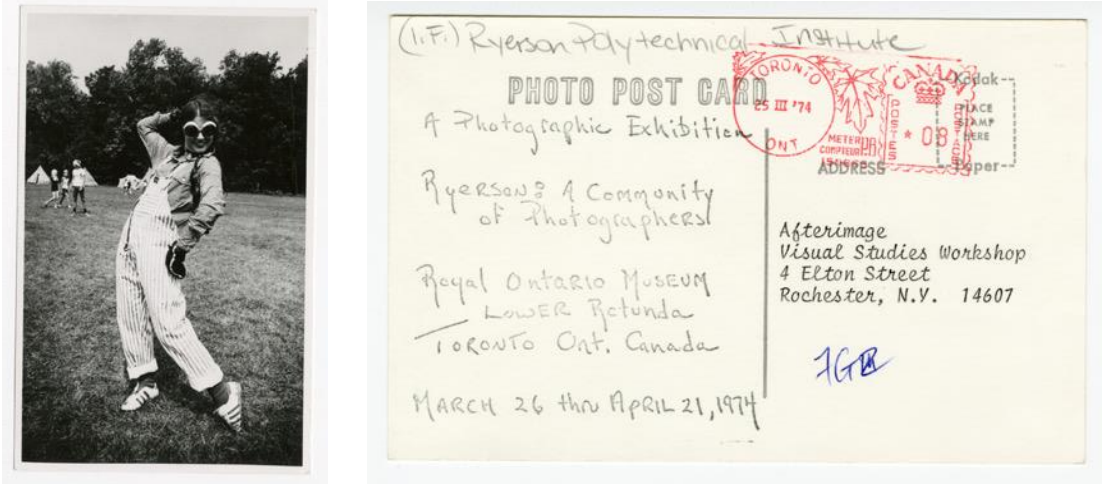 (I.F.) Ryerson Polytechnical Institute
PHOTO POST CARD
A Photographic Exhibition
Ryerson: A Community
of Photographers
Royal Ontario Museum
Lower Rotunda
Toronto Ont. Canada
March 26 thru April 21, 1974
TORONTO
25 III '74
ONT
CANADA
POSTES
* 08
POSTAGE
METER
COMPTEUR
Kodak
PLACE
STAMP
HERE
Paper
ADDRESS
Afterimage
Visual Studies Workshop
4 Elton Street
Rochester, N.Y. 14607